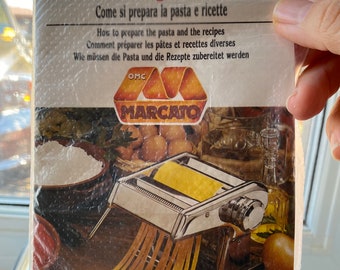 Come si prepara la pasta e ricette
How to prepare the pasta and the recipes
Comment préparer les pâtes et recettes diverses
Wie müssen die Pasta und die Rezepte zubereitet werden
OMC
MARCATO